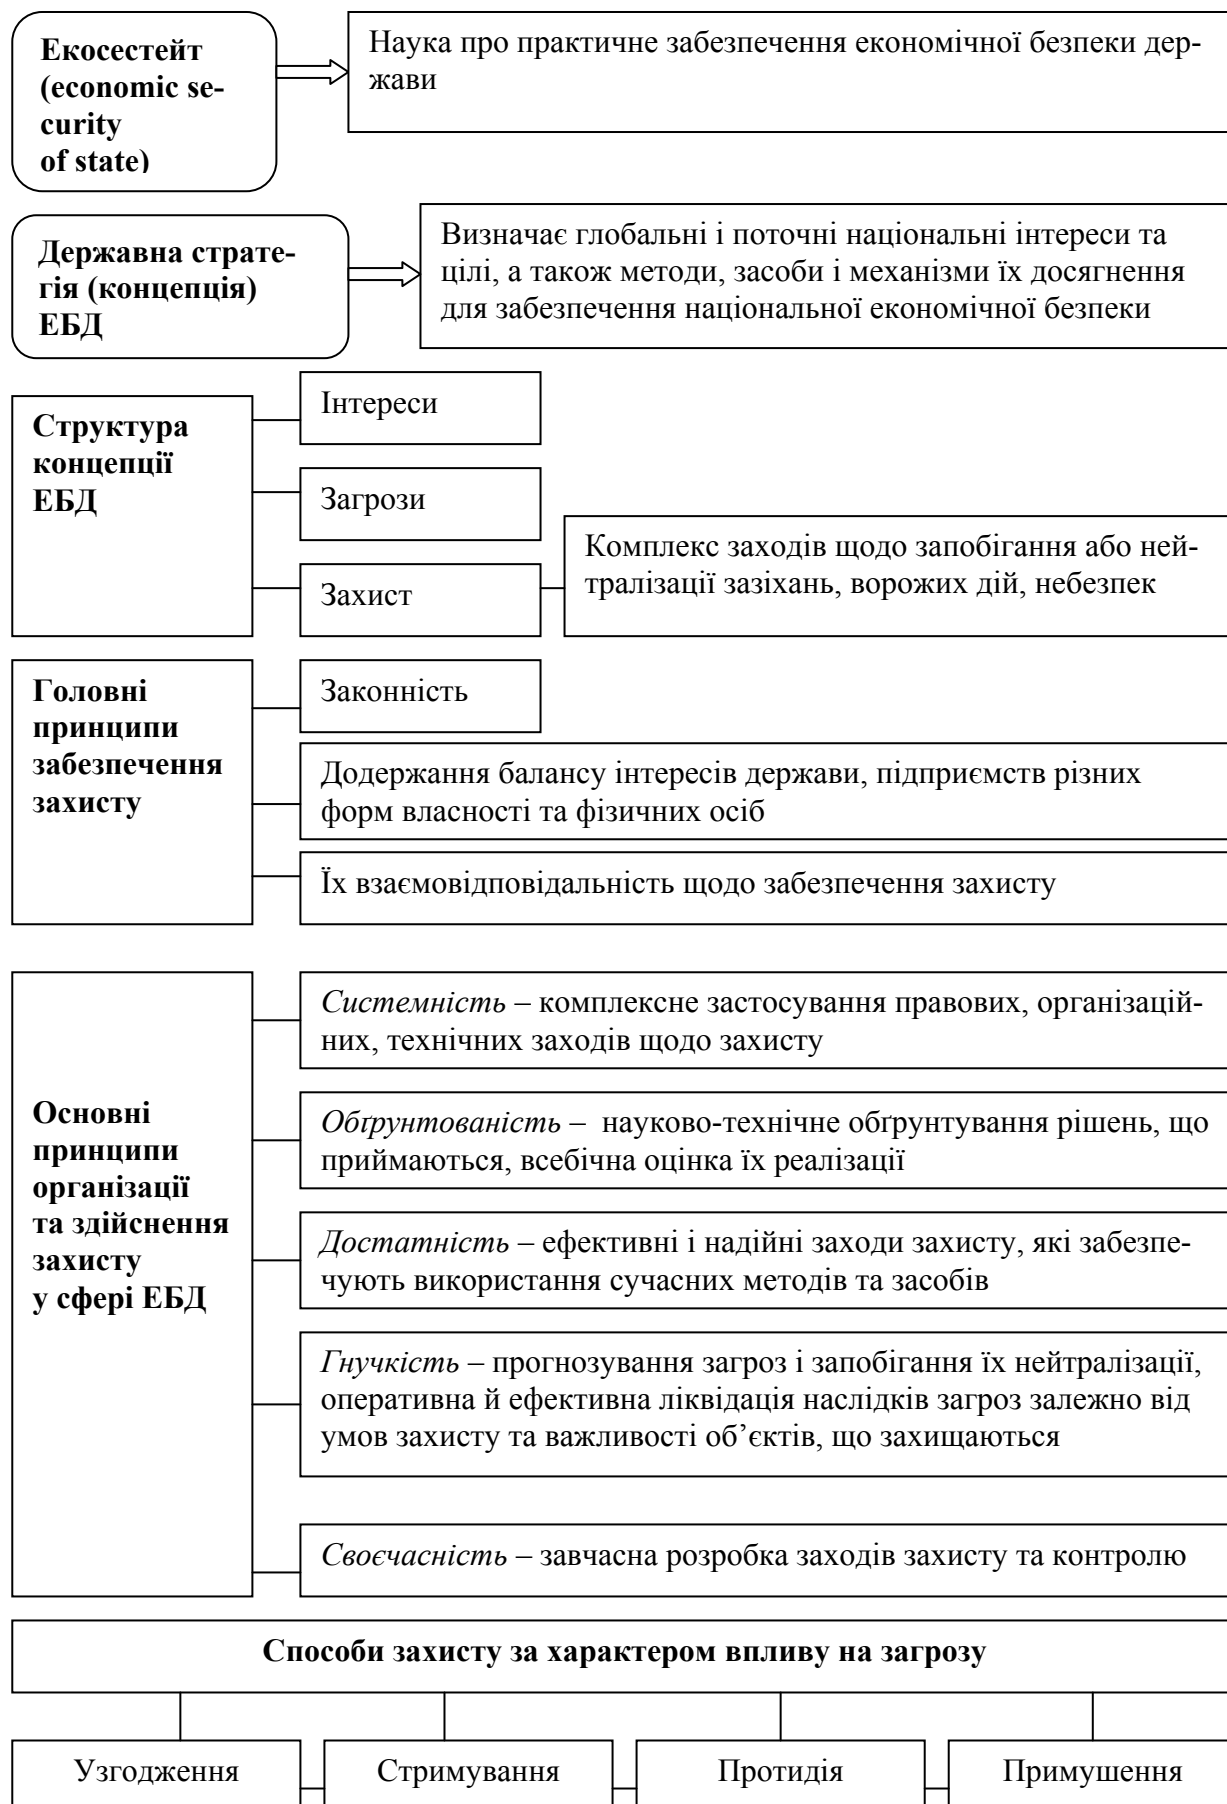 Екосестейт
(economic se-
curity
of state)
Наука про практичне забезпечення економічної безпеки дер-
жави
Державна страте-
гія (концепція)
ЕБД
Визначає глобальні і поточні національні інтереси та
цілі, а також методи, засоби і механізми їх досягнення
для забезпечення національної економічної безпеки
Структура
концепції
ЕБД
Інтереси
Загрози
Захист
Комплекс заходів щодо запобігання або ней-
тралізації зазіхань, ворожих дій, небезпек
Головні
принципи
забезпечення
захисту
Законність
Додержання балансу інтересів держави, підприємств різних
форм власності та фізичних осіб
Їх взаємовідповідальність щодо забезпечення захисту
Основні
принципи
організації
та здійснення
захисту
у сфері ЕБД
Системність – комплексне застосування правових, організацій-
них, технічних заходів щодо захисту
Обґрунтованість – науково-технічне обґрунтування рішень, що
приймаються, всебічна оцінка їх реалізації
Достатність – ефективні і надійні заходи захисту, які забезпе-
чують використання сучасних методів та засобів
Гнучкість – прогнозування загроз і запобігання їх нейтралізації,
оперативна й ефективна ліквідація наслідків загроз залежно від
умов захисту та важливості об’єктів, що захищаються
Своєчасність – завчасна розробка заходів захисту та контролю
Способи захисту за характером впливу на загрозу
Узгодження Стримування Протидія Примушення